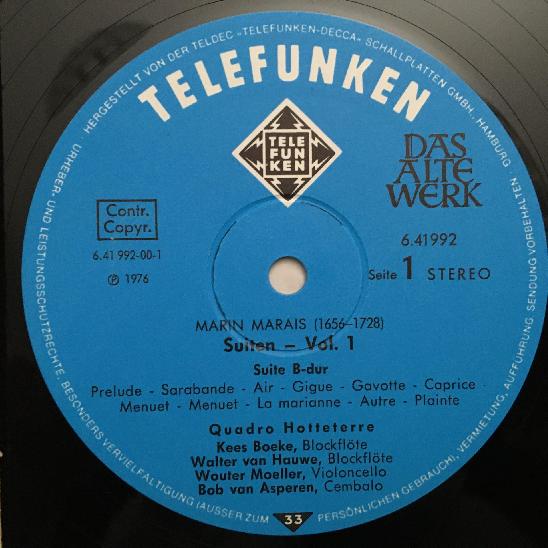 HERGESTELLT VON DER TELDEC »TELEFUNKEN-DECCA« SCHALLPLATTEN GMBH., HAMBURG
URHEBER- UND LEISTUNGSSCHUTZRECHTE BESONDERS VERVIELFÄLTIGUNG (AUSSER ZUM PERSÖNLICHEN GEBRAUCH), VERMIETUNG, AUFFÜHRUNG SENDUNG VORBEHALTEN
TELEFUNKEN
TELE
FUN
KEN
DAS
ALTE
WERK
Contr.
Copyr.
6.41 992-00-1
℗ 1976
6.41992
Seite 1 STEREO
MARIN MARAIS (1656-1728)
Suiten – Vol. 1
Suite B-dur
Prelude - Sarabande - Air - Gigue - Gavotte - Caprice -
Menuet - Menuet - La marianne - Autre - Plainte
Quadro Hotteterre
Kees Boeke, Blockflöte
Walter van Hauwe, Blockflöte
Wouter Moeller, Violoncello
Bob van Asperen, Cembalo
33